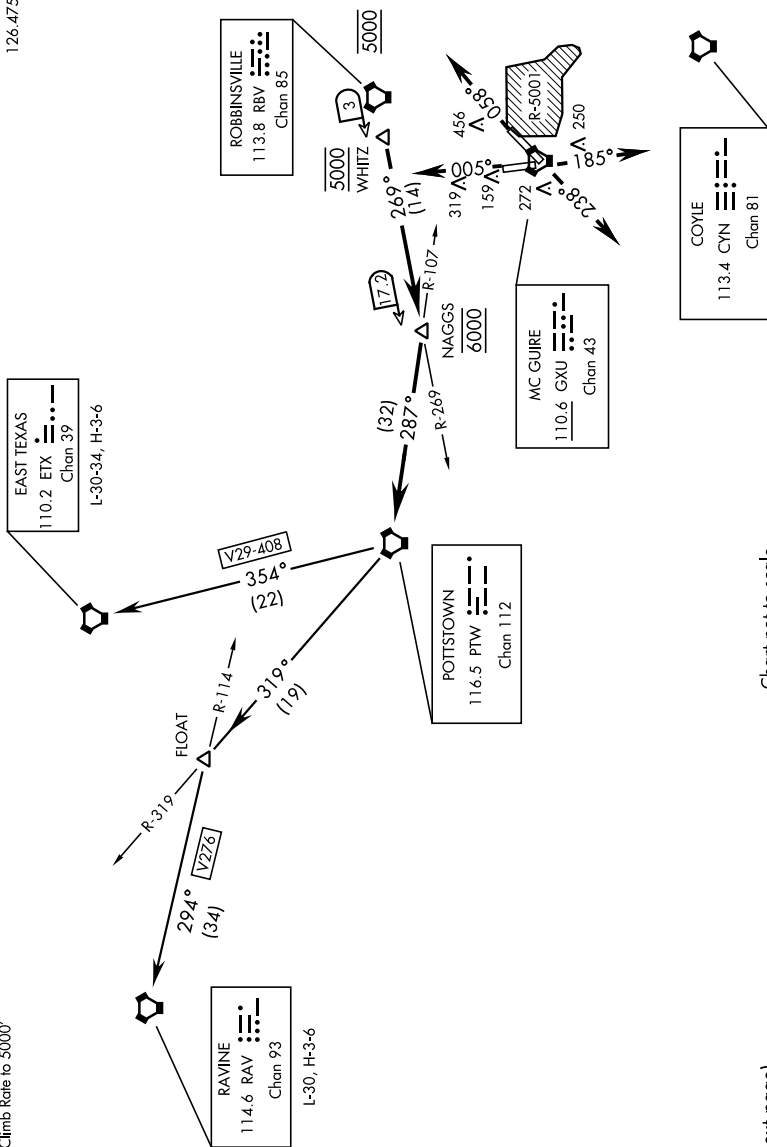 126.475
Climb Rate to 5000'
EAST TEXAS
110.2 ETX
Chan 39
L-30-34, H-3-6
ROBBINSVILLE
113.8 RBV
Chan 85
5000
3
5000
WHITZ
269°
(14)
17.2
R-107
NAGGS
6000
(32)
287°
R-269
V29-408
354°
(22)
319°
(19)
FLOAT
R-114
R-319
V276
294°
(34)
RAVINE
114.6 RAV
Chan 93
L-30, H-3-6
POTTSTOWN
116.5 PTW
Chan 112
MC GUIRE
110.6 GXU
Chan 43
COYLE
113.4 CYN
Chan 81
058°
R-5001
456
250
005°
185°
319
159
272
238°
Chart not to scale